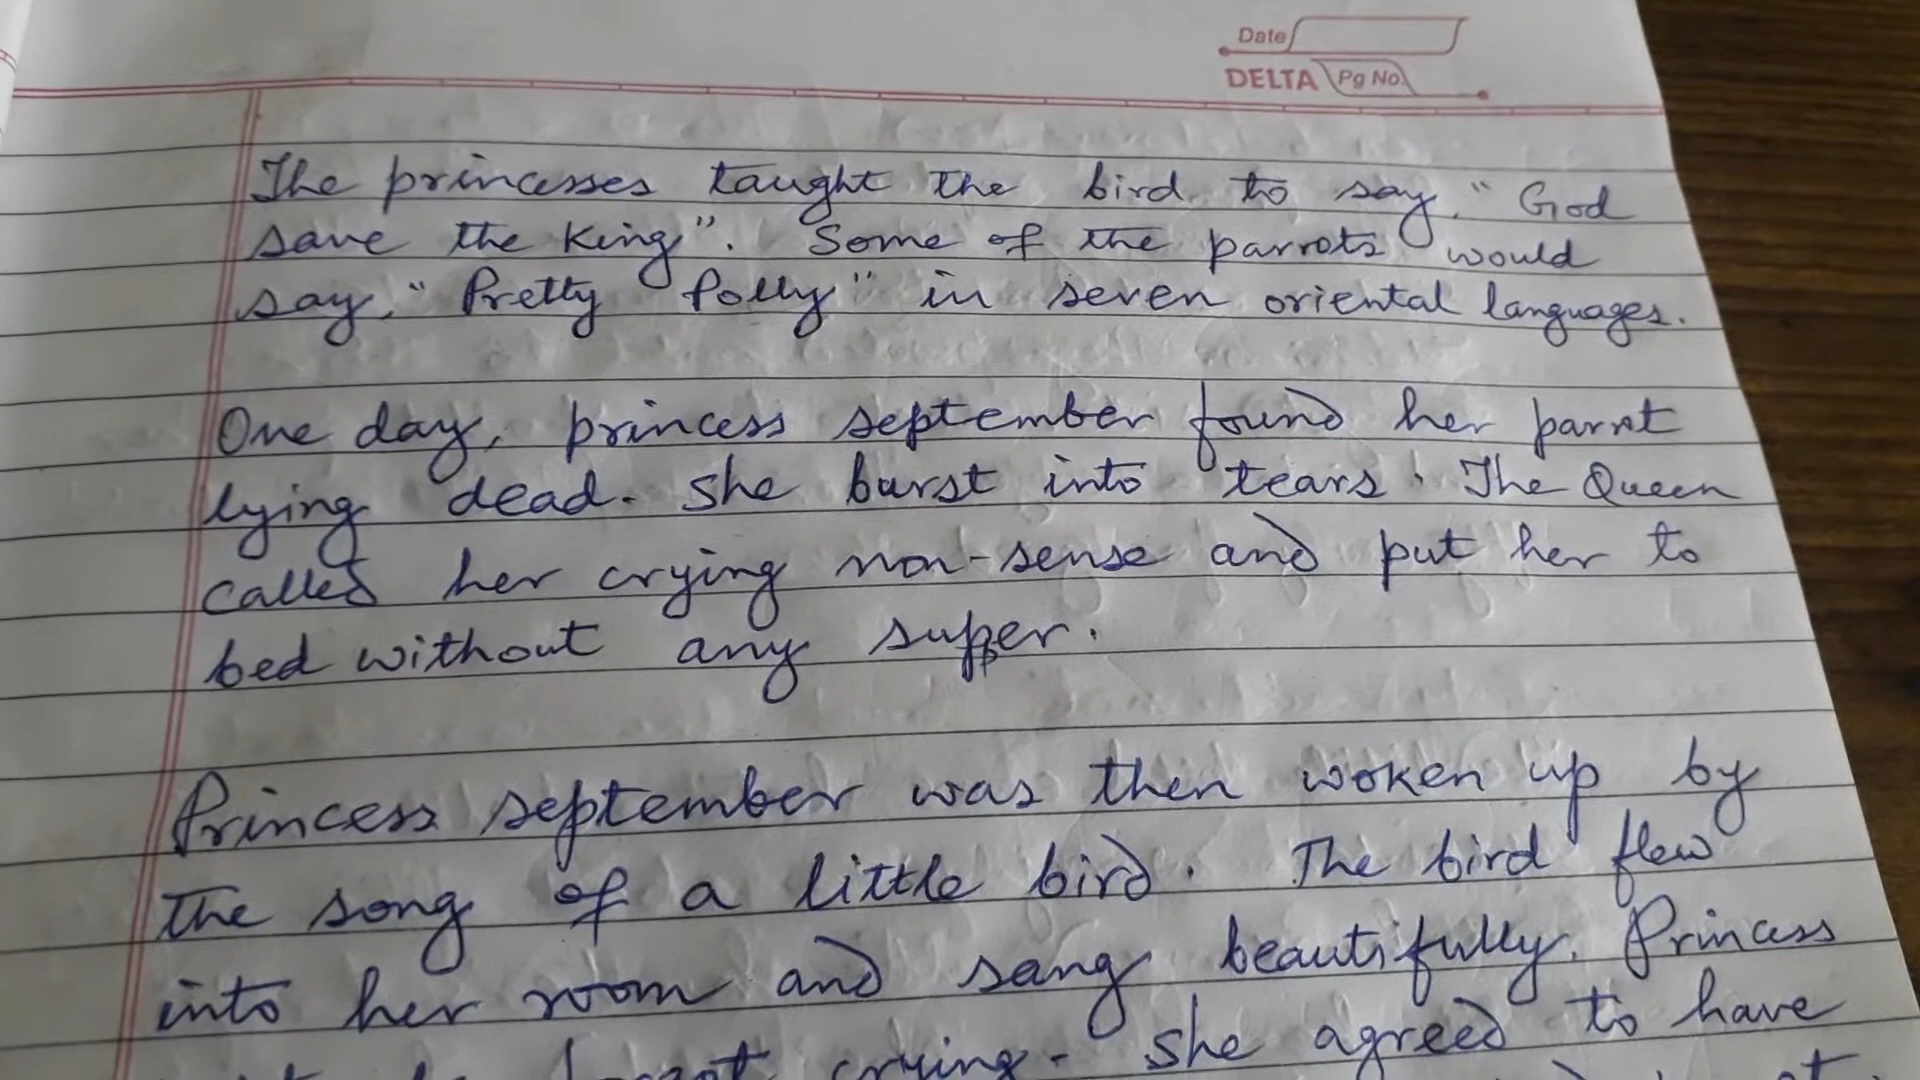 Date
DELTA Pg No.
The princesses taught the bird to say, "God
save the King". Some of the parrots would
say, "Pretty Polly" in seven oriental languages.
One day, princess september found her parrot
lying dead. She burst into tears. The Queen
called her crying non-sense and put her to
bed without any supper.
Princess september was then woken up by
the song of a little bird. The bird flew
into her room and sang beautifully. Princess
crying. She agreed to have